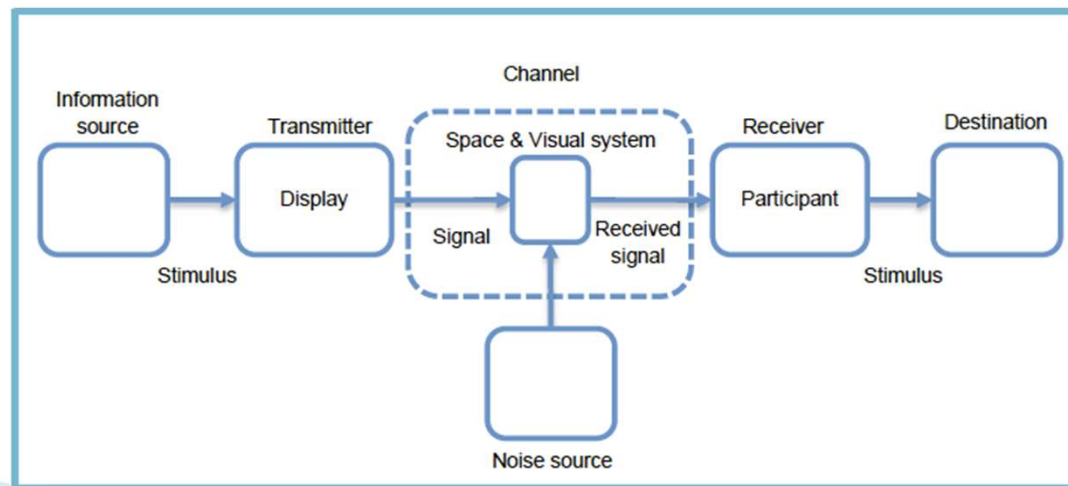 Channel
Information
source
Transmitter
Space & Visual system
Receiver
Destination
Display
Participant
Signal
Received
signal
Stimulus
Stimulus
Noise source